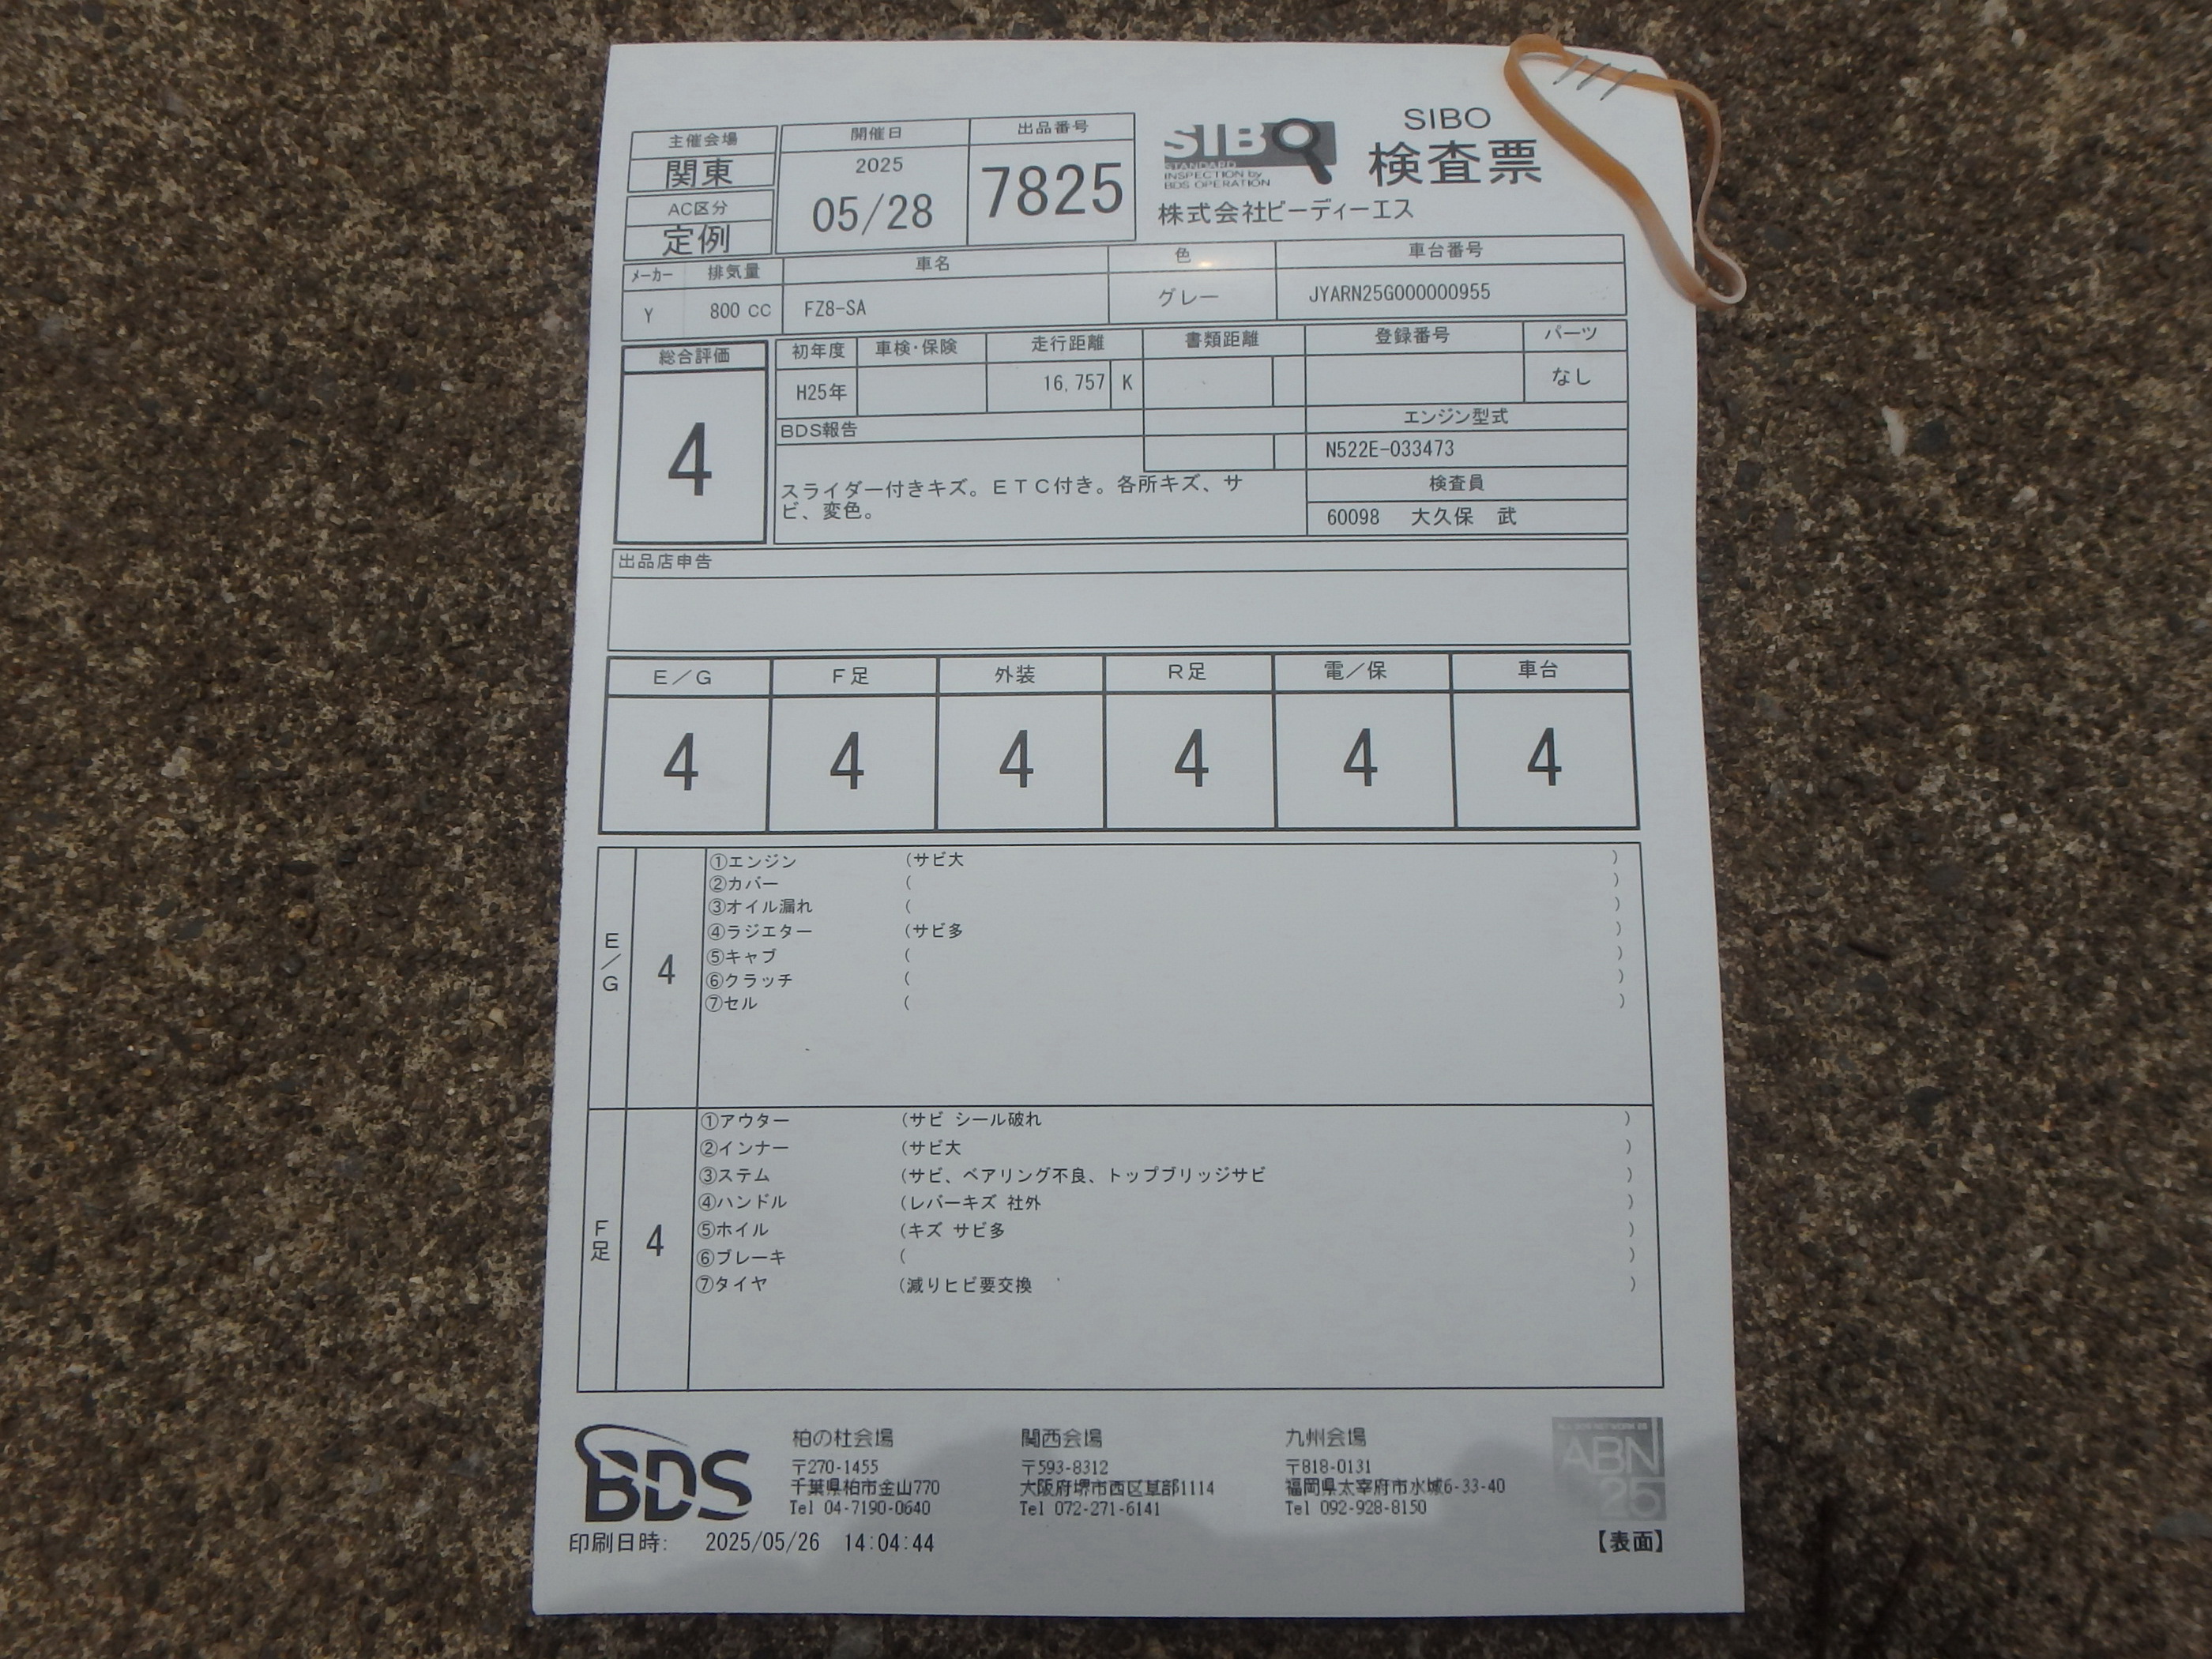 主催会場
関東
AC区分
定例
開催日
2025
05/28
出品番号
7825
SIBO
STANDARD
INSPECTION by
BDS OPERATION
SIBO
検査票
株式会社ビーディーエス
メーカー 排気量 車名 色 車台番号
Y 800 cc FZ8-SA グレー JYARN25G000000955
総合評価
4
初年度 車検・保険 走行距離 書類距離 登録番号 パーツ
H25年 16,757 K なし
BDS報告
スライダー付きキズ。ETC付き。各所キズ、サ
ビ、変色。
エンジン型式
N522E-033473
検査員
60098 大久保 武
出品店申告
E／G F足 外装 R足 電／保 車台
4 4 4 4 4 4
E／G
4
①エンジン (サビ大 )
②カバー ( )
③オイル漏れ ( )
④ラジエター (サビ多 )
⑤キャブ ( )
⑥クラッチ ( )
⑦セル ( )
F足
4
①アウター (サビ シール破れ )
②インナー (サビ大 )
③ステム (サビ、ベアリング不良、トップブリッジサビ )
④ハンドル (レバーキズ 社外 )
⑤ホイル (キズ サビ多 )
⑥ブレーキ ( )
⑦タイヤ (減りヒビ要交換 )
BDS
柏の杜会場
〒270-1455
千葉県柏市金山770
Tel 04-7190-0640
関西会場
〒593-8312
大阪府堺市西区草部1114
Tel 072-271-6141
九州会場
〒818-0131
福岡県太宰府市水城6-33-40
Tel 092-928-8150
ABN
25
印刷日時: 2025/05/26 14:04:44
【表面】